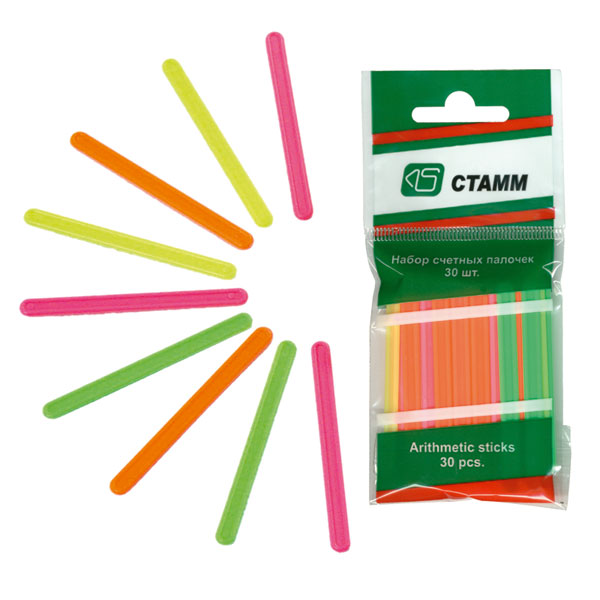 СТАММ
Набор счетных палочек
30 шт.
Arithmetic sticks
30 pcs.